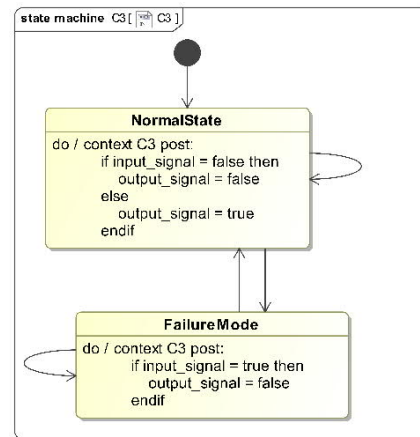 state machine C3 [ C3 ]
NormalState
do / context C3 post:
if input_signal = false then
output_signal = false
else
output_signal = true
endif
FailureMode
do / context C3 post:
if input_signal = true then
output_signal = false
endif